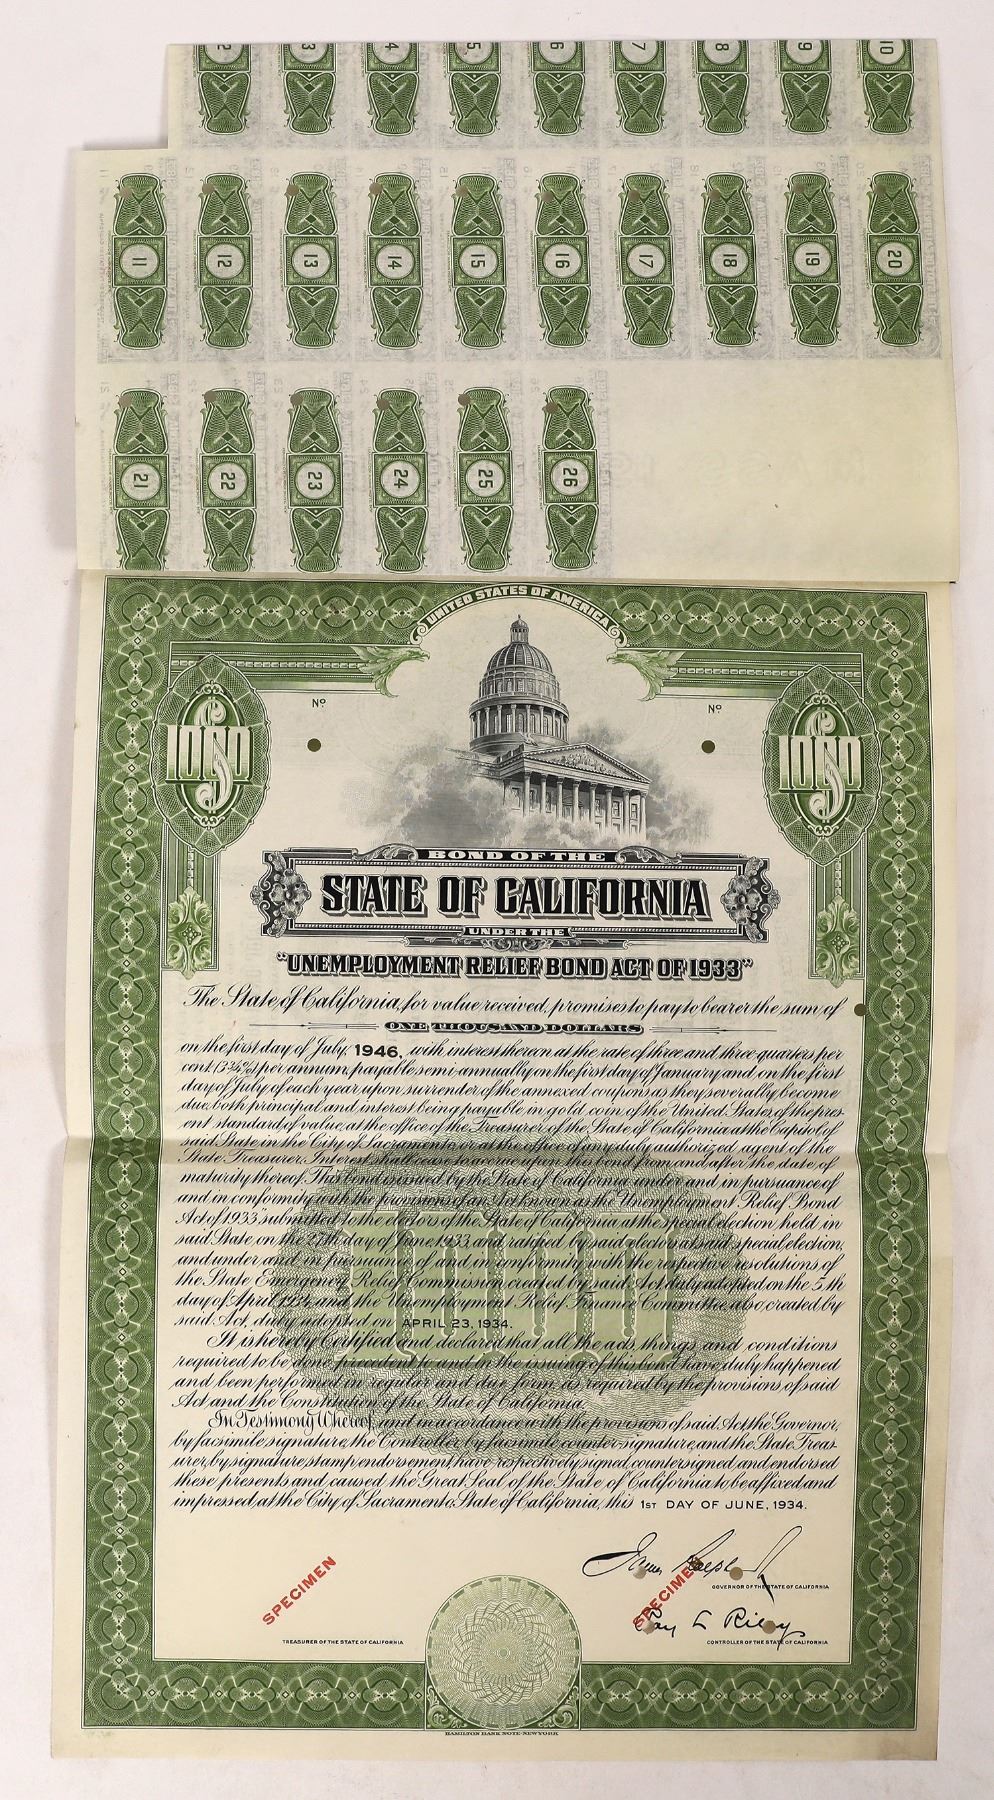 2 3 4 5 6 7 8 9 10
11 12 13 14 15 16 17 18 19 20
21 22 23 24 25 26
UNITED STATES OF AMERICA
Nº Nº
1000 1000
BOND OF THE
STATE OF CALIFORNIA
UNDER THE
"UNEMPLOYMENT RELIEF BOND ACT OF 1933"
The State of California, for value received, promises to pay to bearer the sum of
ONE THOUSAND DOLLARS
on the first day of July, 1946, with interest thereon at the rate of three and three-quarters per
cent (3¾%) per annum, payable semi-annually on the first day of January and on the first
day of July of each year upon surrender of the annexed coupons as they severally become
due, both principal and interest being payable in gold coin of the United States of the pres-
ent standard of value, at the office of the Treasurer of the State of California at the Capitol of
said State in the City of Sacramento, or at the office of any duly authorized agent of the
State Treasurer. Interest shall cease to accrue upon this bond from and after the date of
maturity thereof. This bond is issued by the State of California under and in pursuance of
and in conformity with the provisions of an Act known as the "Unemployment Relief Bond
Act of 1933" submitted to the electors of the State of California at the special election held in
said State on the 27th day of June, 1933, and ratified by said electors at said special election,
and under and in pursuance of and in conformity with the respective resolutions of
the State Emergency Relief Commission, created by said Act, duly adopted on the 5th
day of April 1934, and the Unemployment Relief Finance Committee, also created by
said Act, duly adopted on APRIL 23, 1934.
It is hereby Certified and declared that all the acts, things, and conditions
required to be done precedent to and in the issuing of this bond have duly happened
and been performed in regular and due form, as required by the provisions of said
Act and the Constitution of the State of California.
In Testimony Whereof, and in accordance with the provisions of said Act, the Governor,
by facsimile signature, the Controller, by facsimile counter-signature, and the State Treas-
urer, by signature stamp endorsement have respectively signed, countersigned and endorsed
these presents and caused the Great Seal of the State of California to be affixed and
impressed, at the City of Sacramento, State of California, this 1ST DAY OF JUNE, 1934.
SPECIMEN
SPECIMEN
GOVERNOR OF THE STATE OF CALIFORNIA
Ray L Riley
TREASURER OF THE STATE OF CALIFORNIA
CONTROLLER OF THE STATE OF CALIFORNIA
HAMILTON BANK NOTE-NEW YORK